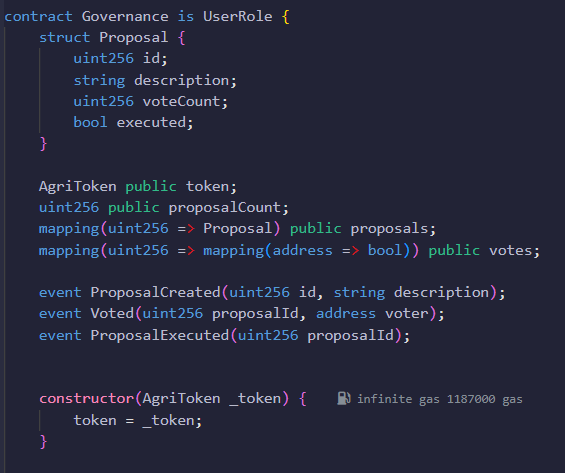 contract Governance is UserRole {
struct Proposal {
uint256 id;
string description;
uint256 voteCount;
bool executed;
}
AgriToken public token;
uint256 public proposalCount;
mapping(uint256 => Proposal) public proposals;
mapping(uint256 => mapping(address => bool)) public votes;
event ProposalCreated(uint256 id, string description);
event Voted(uint256 proposalId, address voter);
event ProposalExecuted(uint256 proposalId);
constructor(AgriToken _token) { infinite gas 1187000 gas
token = _token;
}